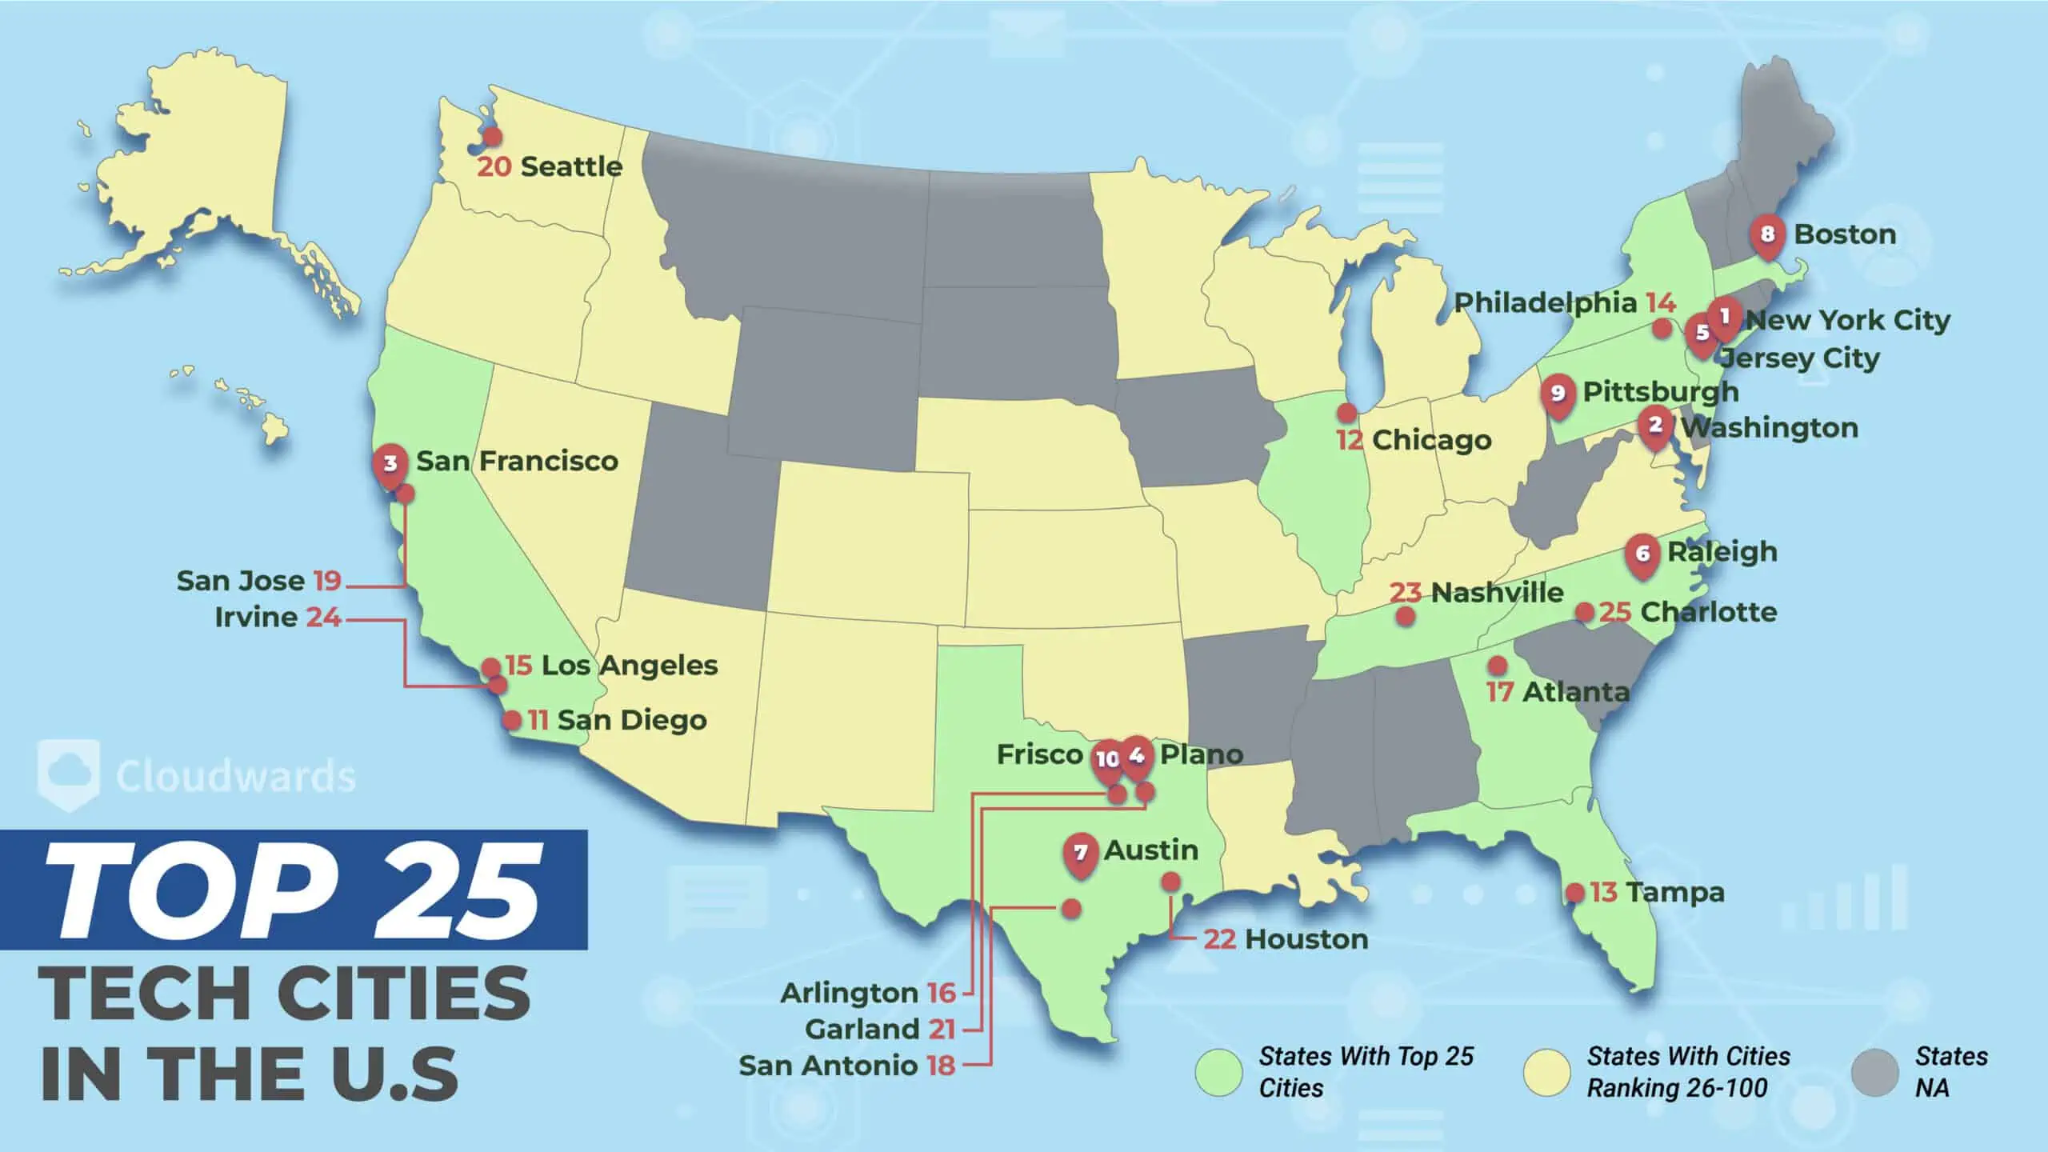 20 Seattle
8 Boston
Philadelphia 14
1 New York City
5 Jersey City
9 Pittsburgh
2 Washington
12 Chicago
3 San Francisco
6 Raleigh
San Jose 19
23 Nashville
Irvine 24
25 Charlotte
15 Los Angeles
17 Atlanta
11 San Diego
Frisco 10 4 Plano
Cloudwards
7 Austin
13 Tampa
22 Houston
Arlington 16
Garland 21
San Antonio 18
TOP 25
TECH CITIES
IN THE U.S
States With Top 25
Cities
States With Cities
Ranking 26-100
States
NA